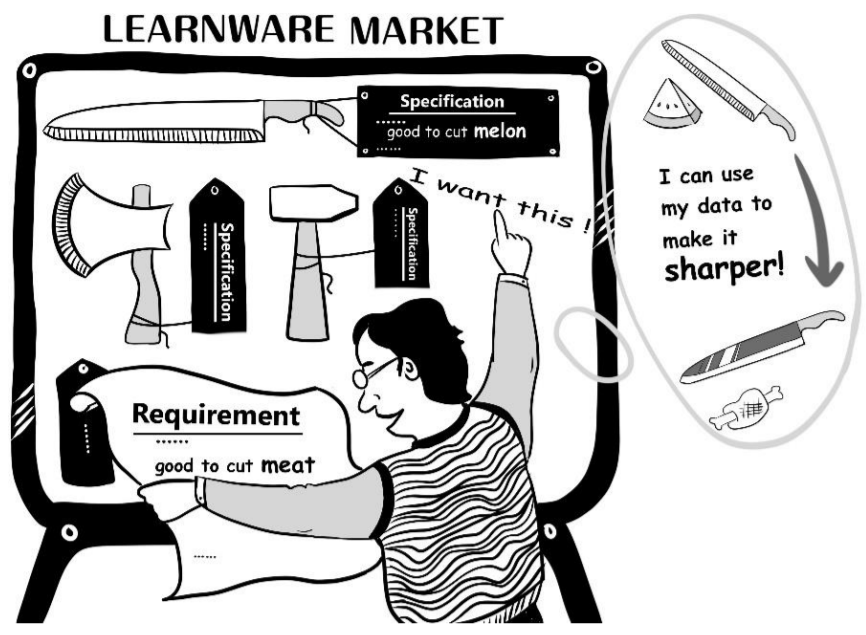 LEARNWARE MARKET
Specification
......
good to cut melon
......
I want this !
Specification
......
Specification
......
I can use
my data to
make it
sharper!
Requirement
......
good to cut meat
......
......